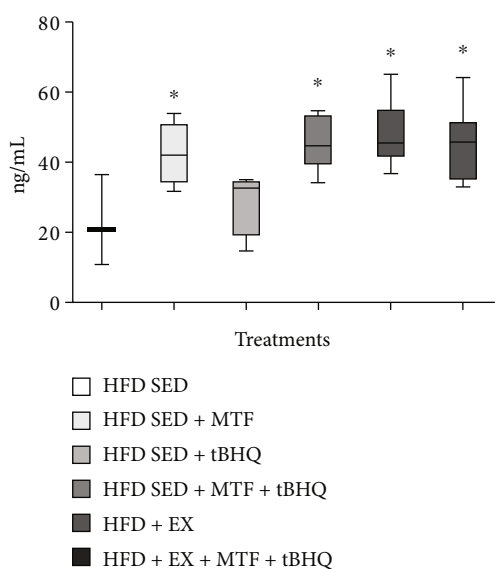 80
60
40
20
0
ng/mL
*
*
*
*
Treatments
HFD SED
HFD SED + MTF
HFD SED + tBHQ
HFD SED + MTF + tBHQ
HFD + EX
HFD + EX + MTF + tBHQ